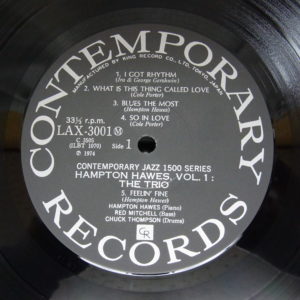 CONTEMPORARY
MANUFACTURED BY KING RECORD CO., LTD. TOKYO, JAPAN
1. I GOT RHYTHM
(Ira & George Gershwin)
2. WHAT IS THIS THING CALLED LOVE
(Cole Porter)
3. BLUES THE MOST
(Hampton Hawes)
4. SO IN LOVE
(Cole Porter)
33⅓ r.p.m.
LAX-3001 M
C 3505
(ILBT 1079)
Ⓟ 1974
Side 1
CONTEMPORARY JAZZ 1500 SERIES
HAMPTON HAWES, VOL. 1 :
THE TRIO
5. FEELIN' FINE
(Hampton Hawes)
HAMPTON HAWES (Piano)
RED MITCHELL (Bass)
CHUCK THOMPSON (Drums)
CR
RECORDS